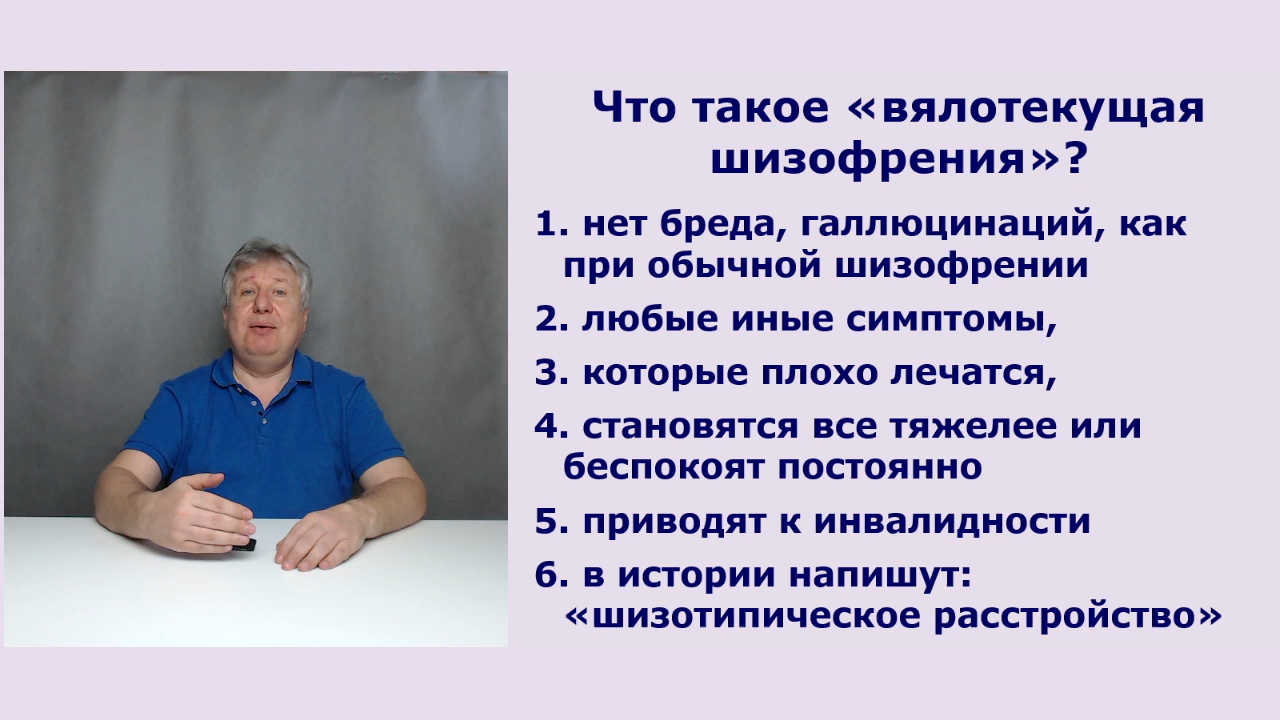 Что такое «вялотекущая
шизофрения»?
1. нет бреда, галлюцинаций, как
при обычной шизофрении
2. любые иные симптомы,
3. которые плохо лечатся,
4. становятся все тяжелее или
беспокоят постоянно
5. приводят к инвалидности
6. в истории напишут:
«шизотипическое расстройство»